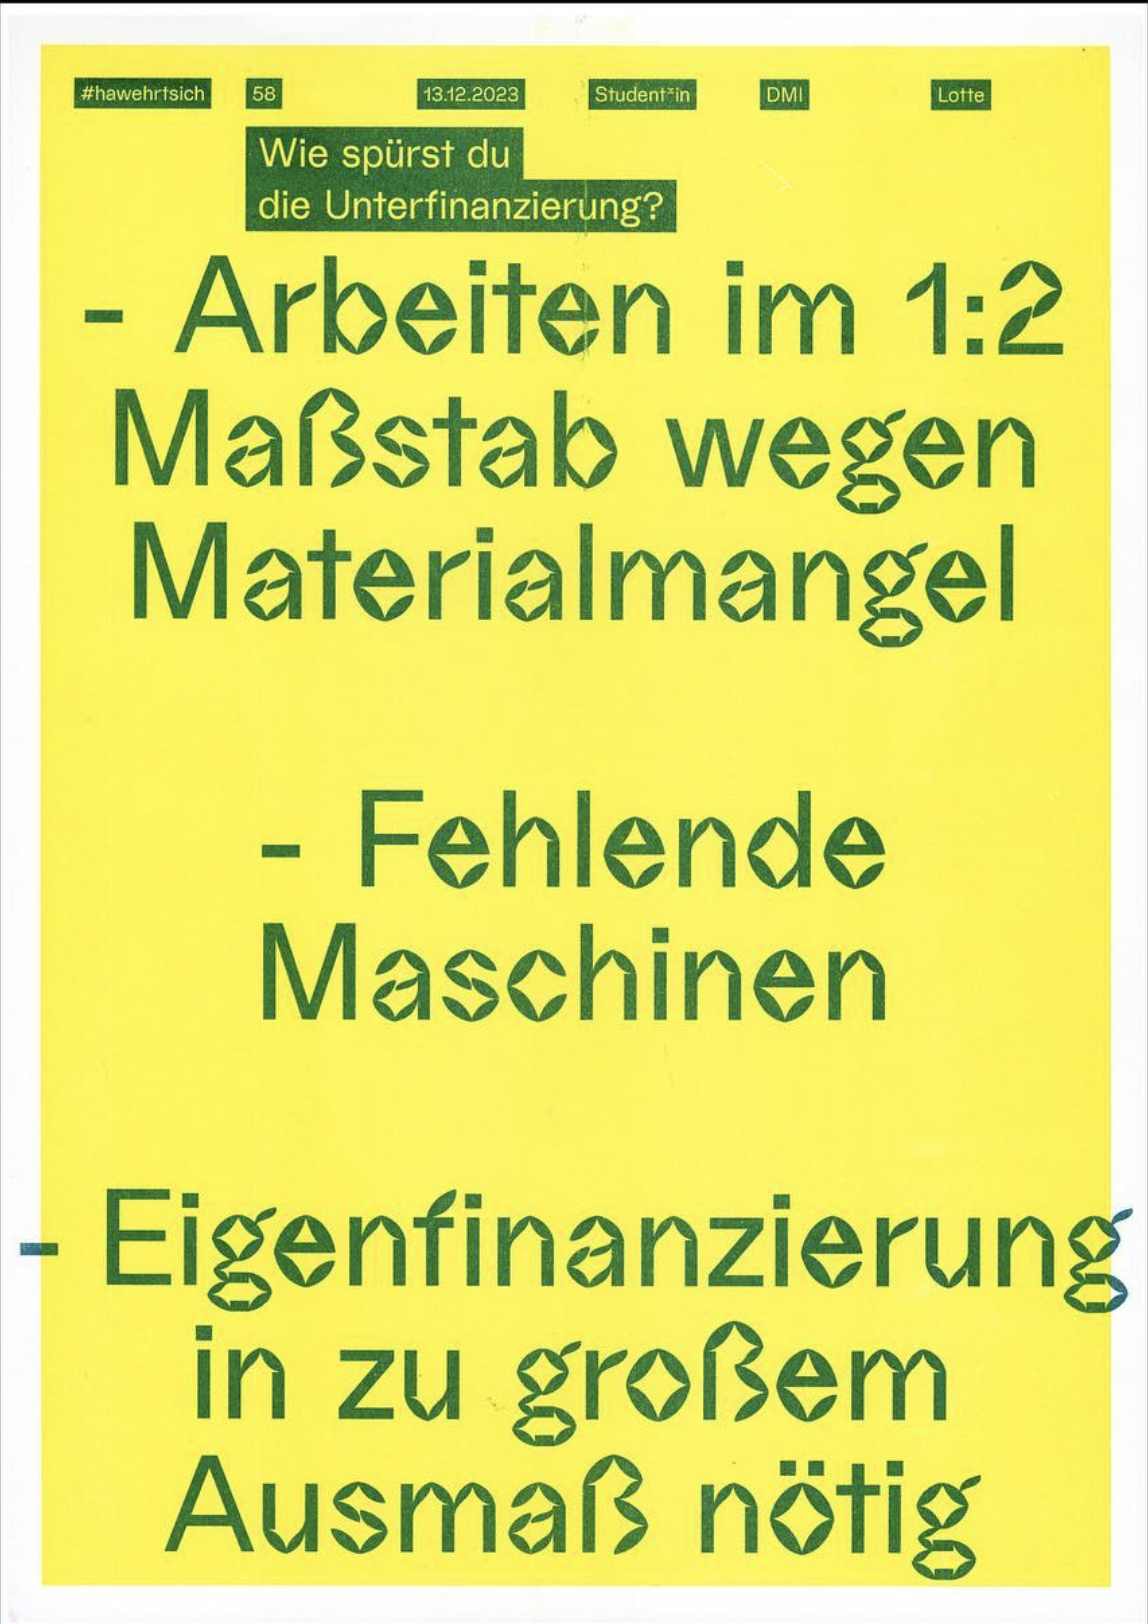 #hawehrtsich 58 13.12.2023 Student*in DMI Lotte
Wie spürst du
die Unterfinanzierung?
- Arbeiten im 1:2
Maßstab wegen
Materialmangel
- Fehlende
Maschinen
- Eigenfinanzierung
in zu großem
Ausmaß nötig